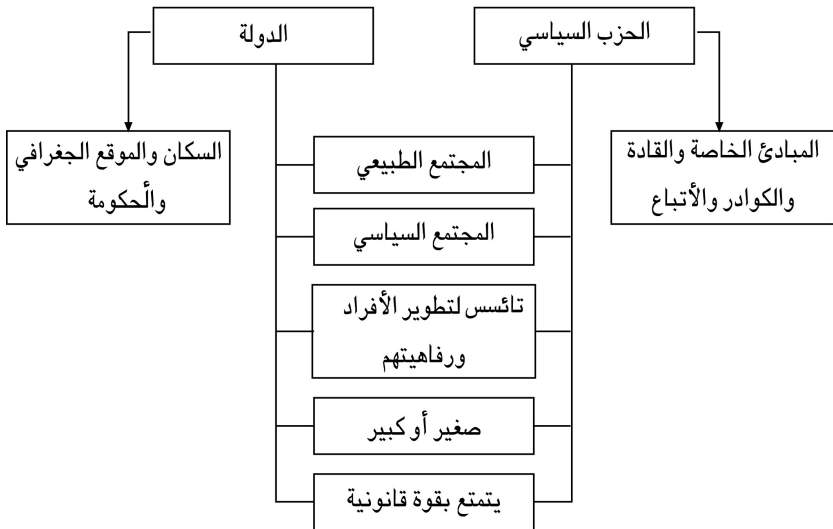 الحزب السياسي
الدولة
المبادئ الخاصة والقادة
والكوادر والأتباع
السكان والموقع الجغرافي
والحكومة
المجتمع الطبيعي
المجتمع السياسي
تائسس لتطوير الأفراد
ورفاهيتهم
صغير أو كبير
يتمتع بقوة قانونية